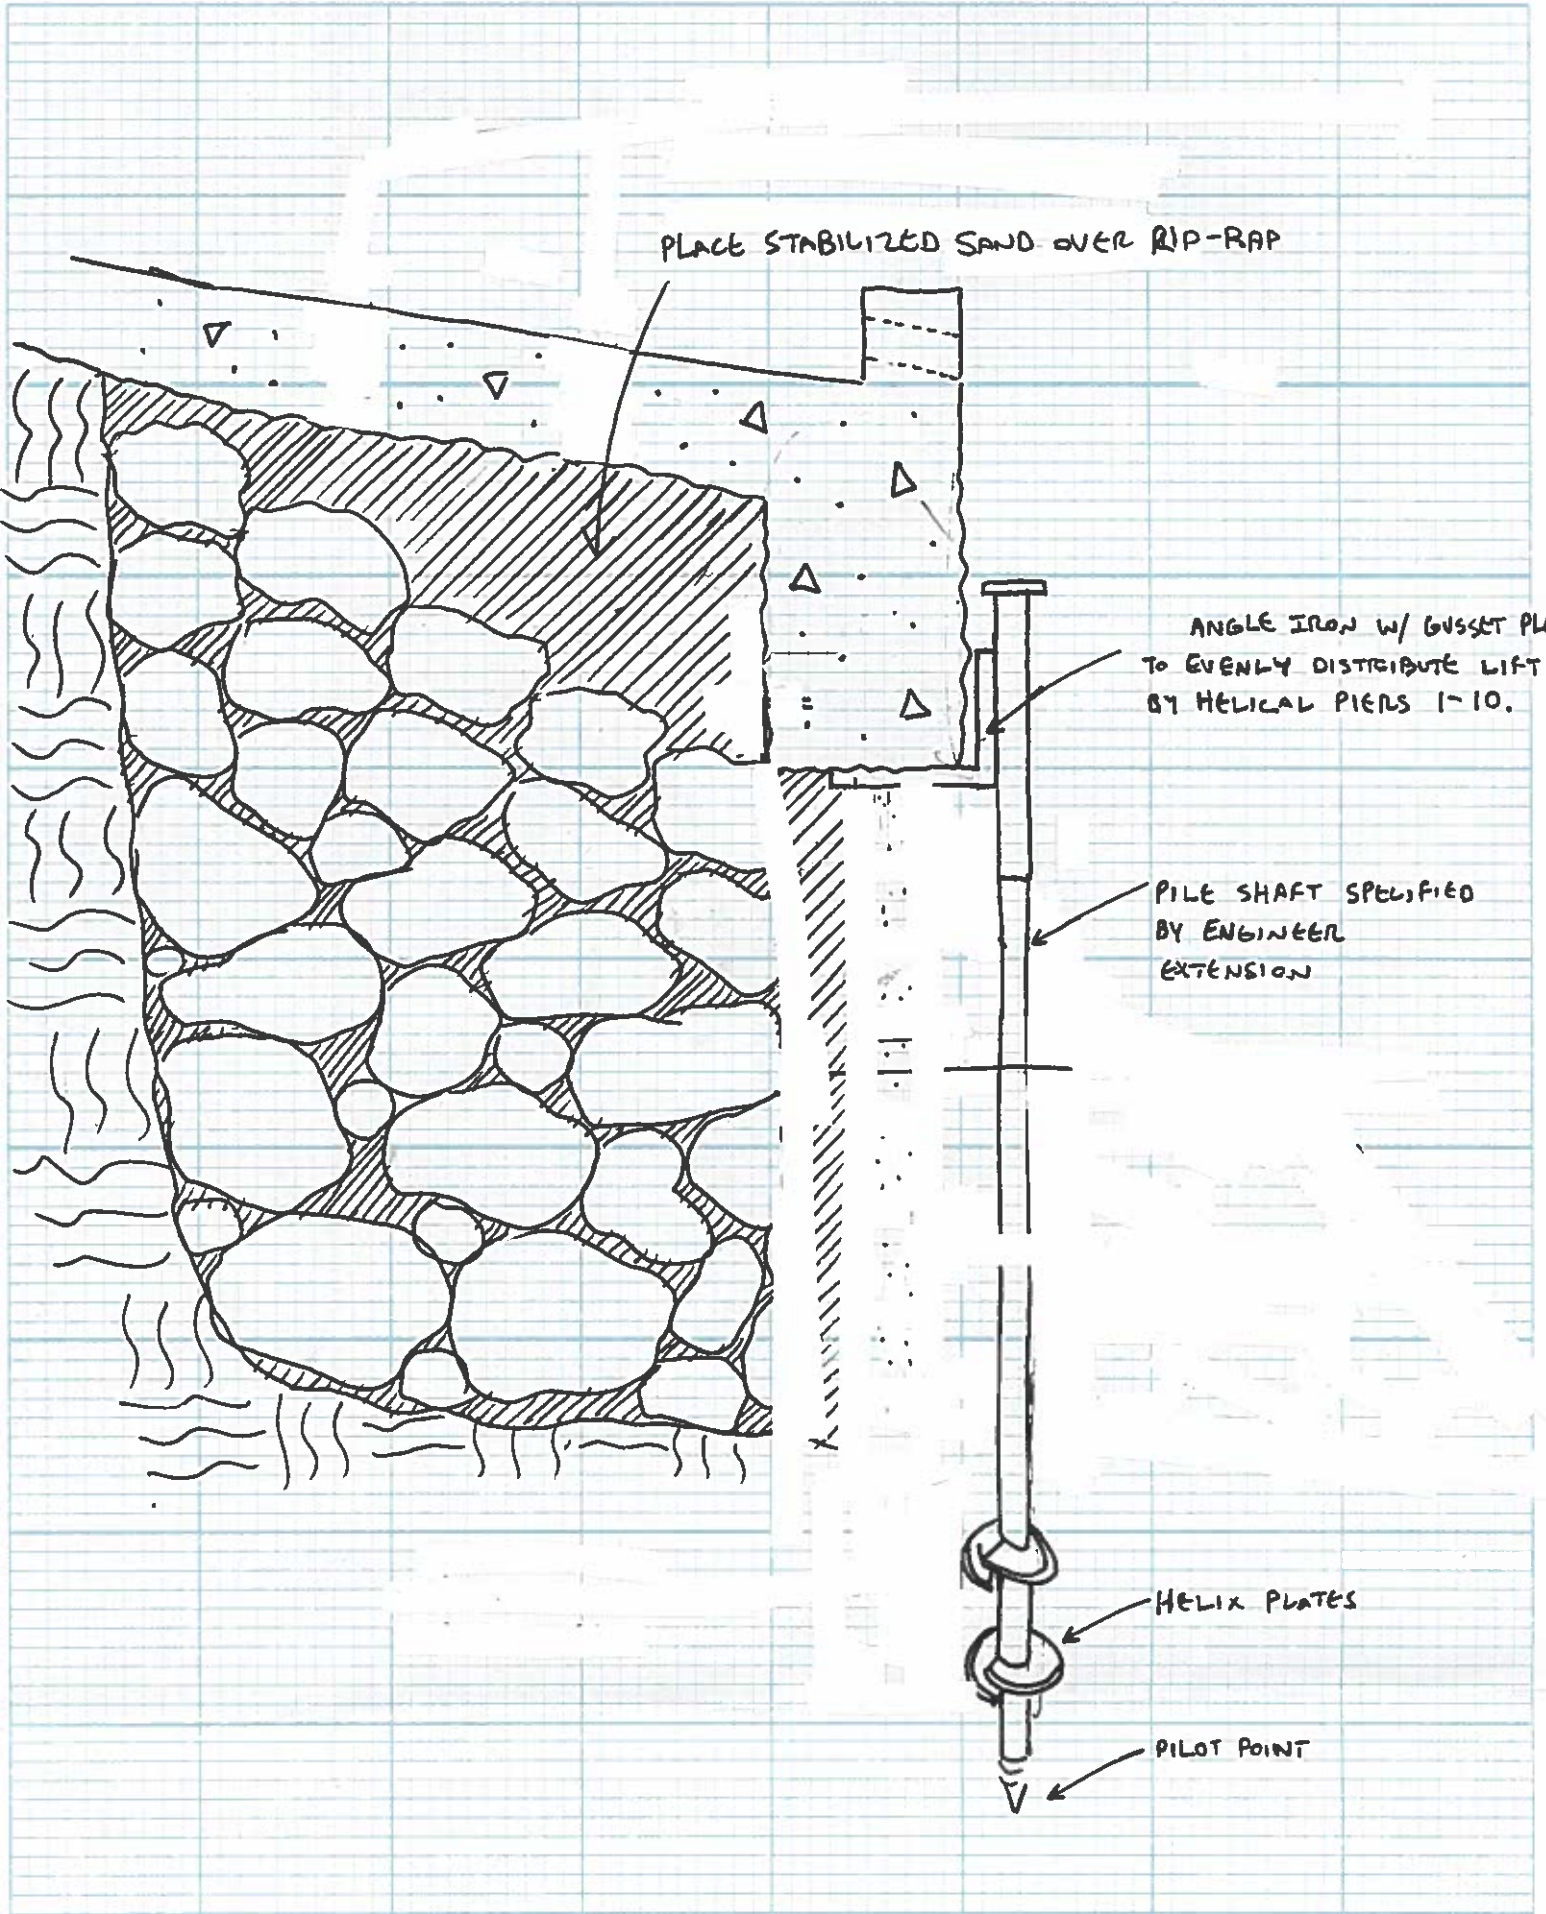 PLACE STABILIZED SAND OVER RIP-RAP
ANGLE IRON W/ GUSSET
TO EVENLY DISTRIBUTE LIFT
BY HELICAL PIERS 1-10.
PILE SHAFT SPECIFIED
BY ENGINEER
EXTENSION
HELIX PLATES
PILOT POINT